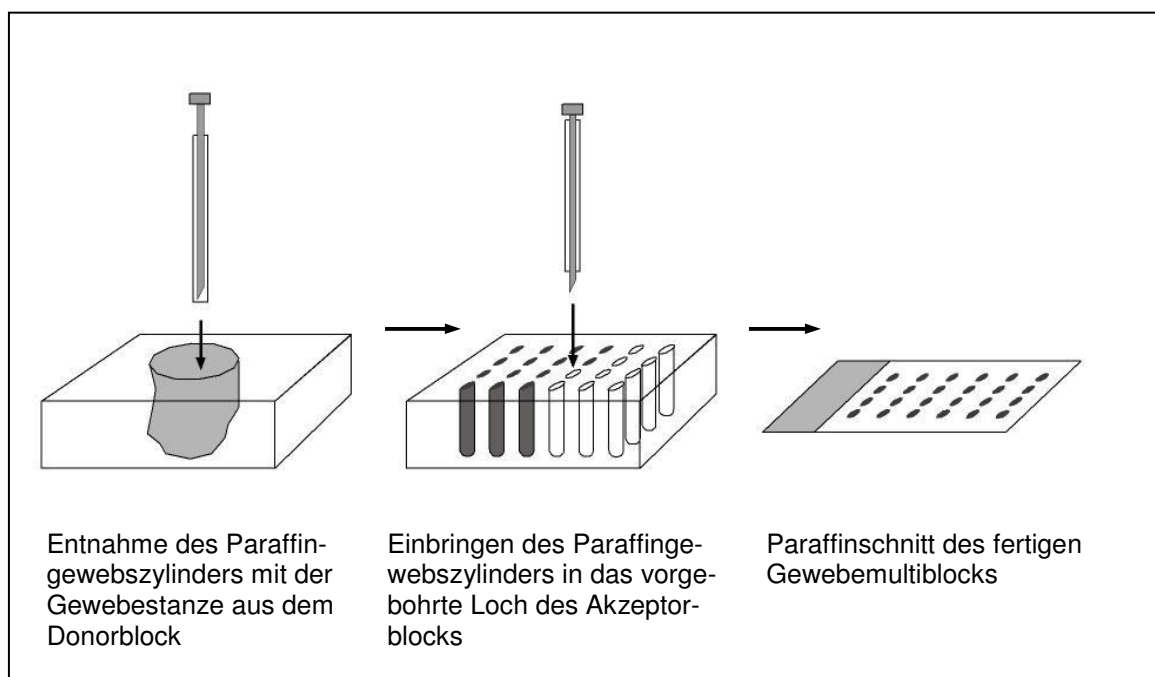 Entnahme des Paraffin-
gewebszylinders mit der
Gewebestanze aus dem
Donorblock
Einbringen des Paraffinge-
webszylinders in das vorge-
bohrte Loch des Akzeptor-
blocks
Paraffinschnitt des fertigen
Gewebemultiblocks